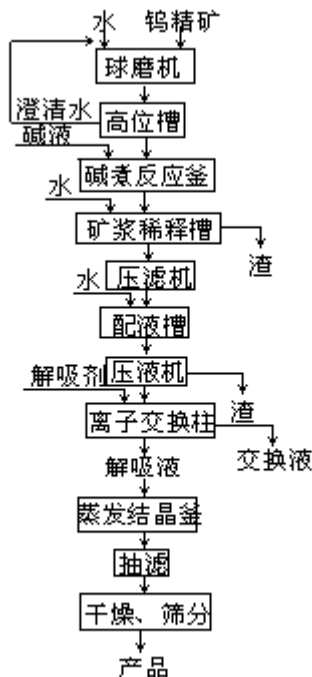 水 钨精矿
球磨机
澄清水
高位槽
碱液
碱煮反应釜
水
矿浆稀释槽
渣
压滤机
水
配液槽
压液机
解吸剂
渣
离子交换柱
交换液
解吸液
蒸发结晶釜
抽滤
干燥、筛分
产品